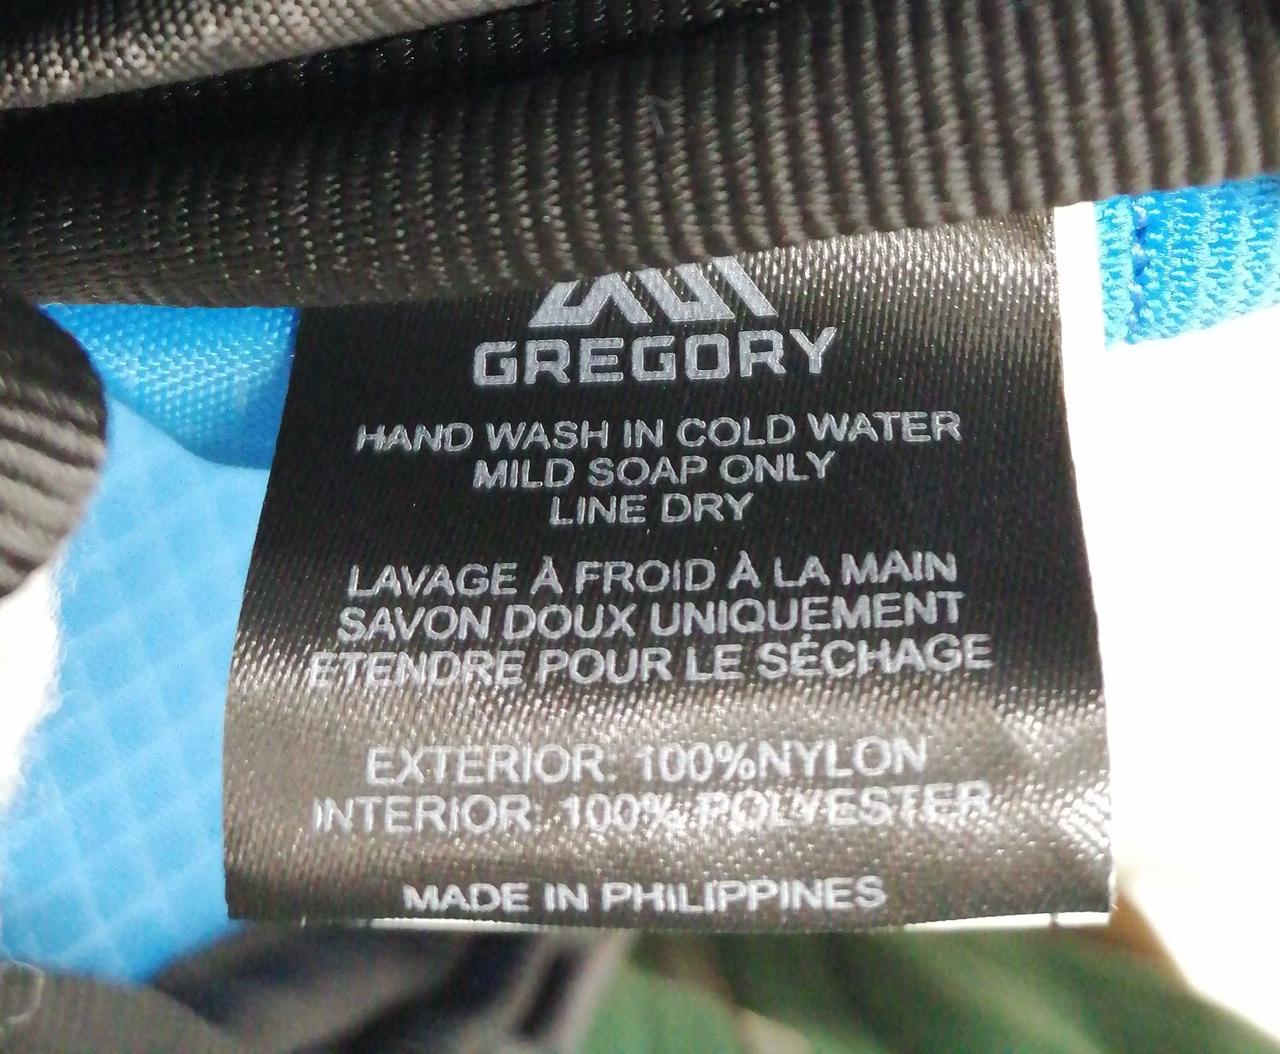 GREGORY
HAND WASH IN COLD WATER
MILD SOAP ONLY
LINE DRY
LAVAGE À FROID À LA MAIN
SAVON DOUX UNIQUEMENT
ETENDRE POUR LE SÉCHAGE
EXTERIOR: 100%NYLON
INTERIOR: 100% POLYESTER
MADE IN PHILIPPINES